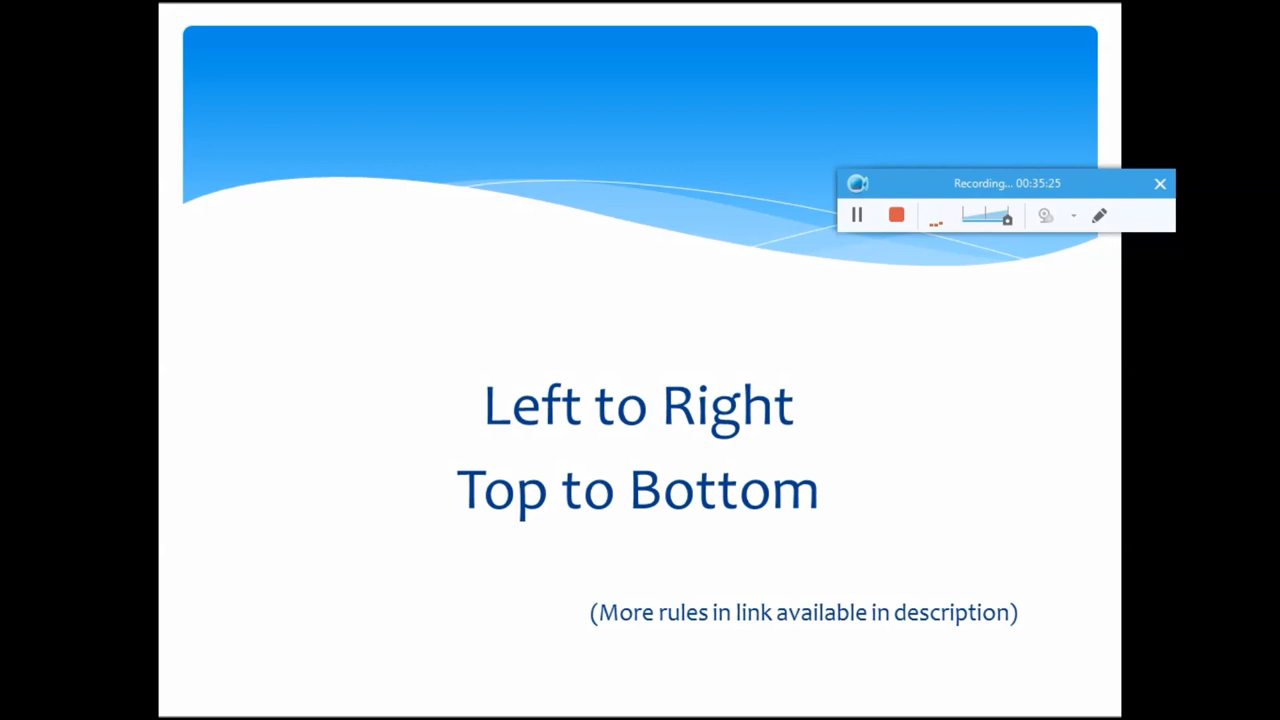 Recording... 00:35:25
Left to Right
Top to Bottom
(More rules in link available in description)